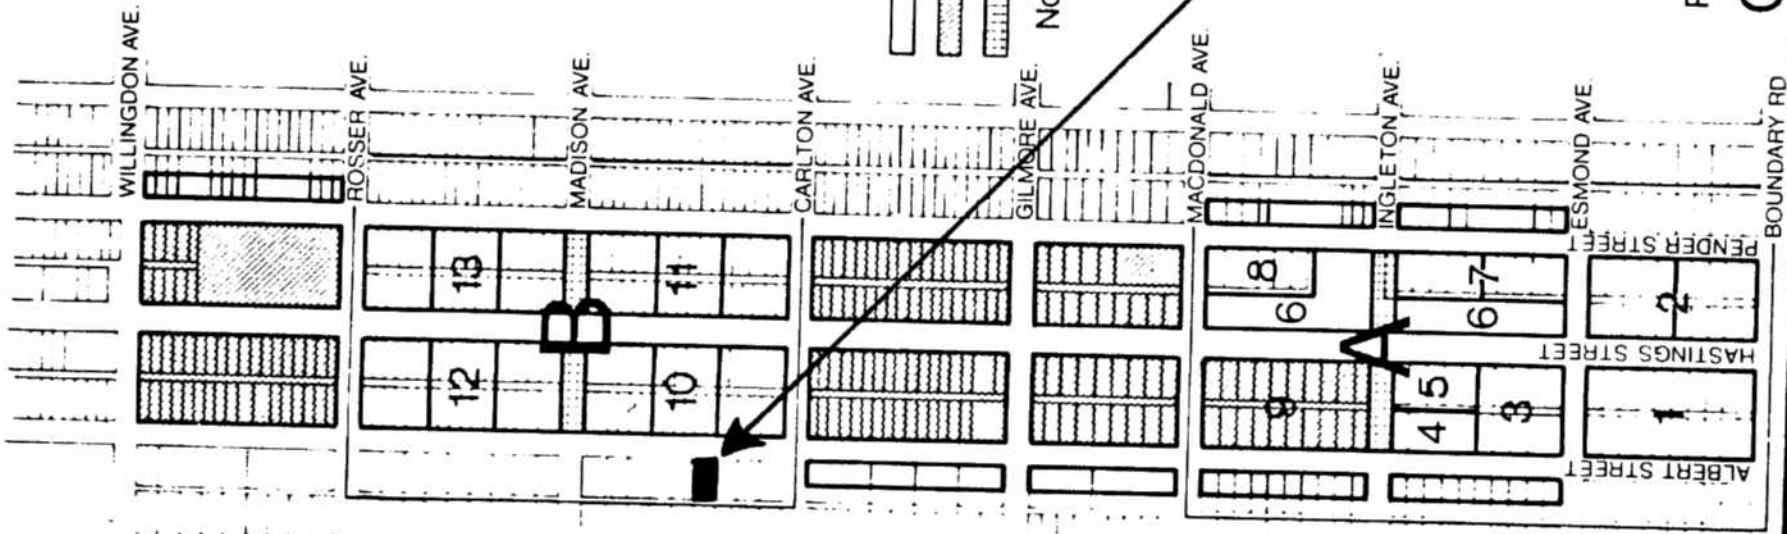 WILLINGDON AVE.
ROSSER AVE.
MADISON AVE.
CARLTON AVE.
GILMORE AVE.
MACDONALD AVE.
INGLETON AVE.
ESMOND AVE.
BOUNDARY RD
PENDER STREET
HASTINGS STREET
ALBERT STREET
13
11
8
7
6
6
2
B
A
12
10
9
5
4
3
1
No